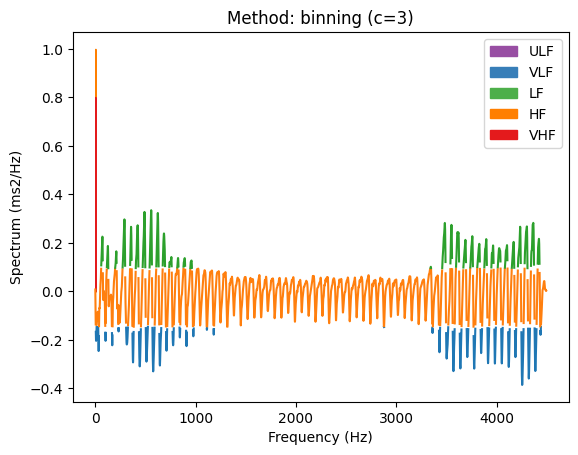 Method: binning (c=3)
Spectrum (ms2/Hz)
1.0
0.8
0.6
0.4
0.2
0.0
−0.2
−0.4
ULF
VLF
LF
HF
VHF
0 1000 2000 3000 4000
Frequency (Hz)